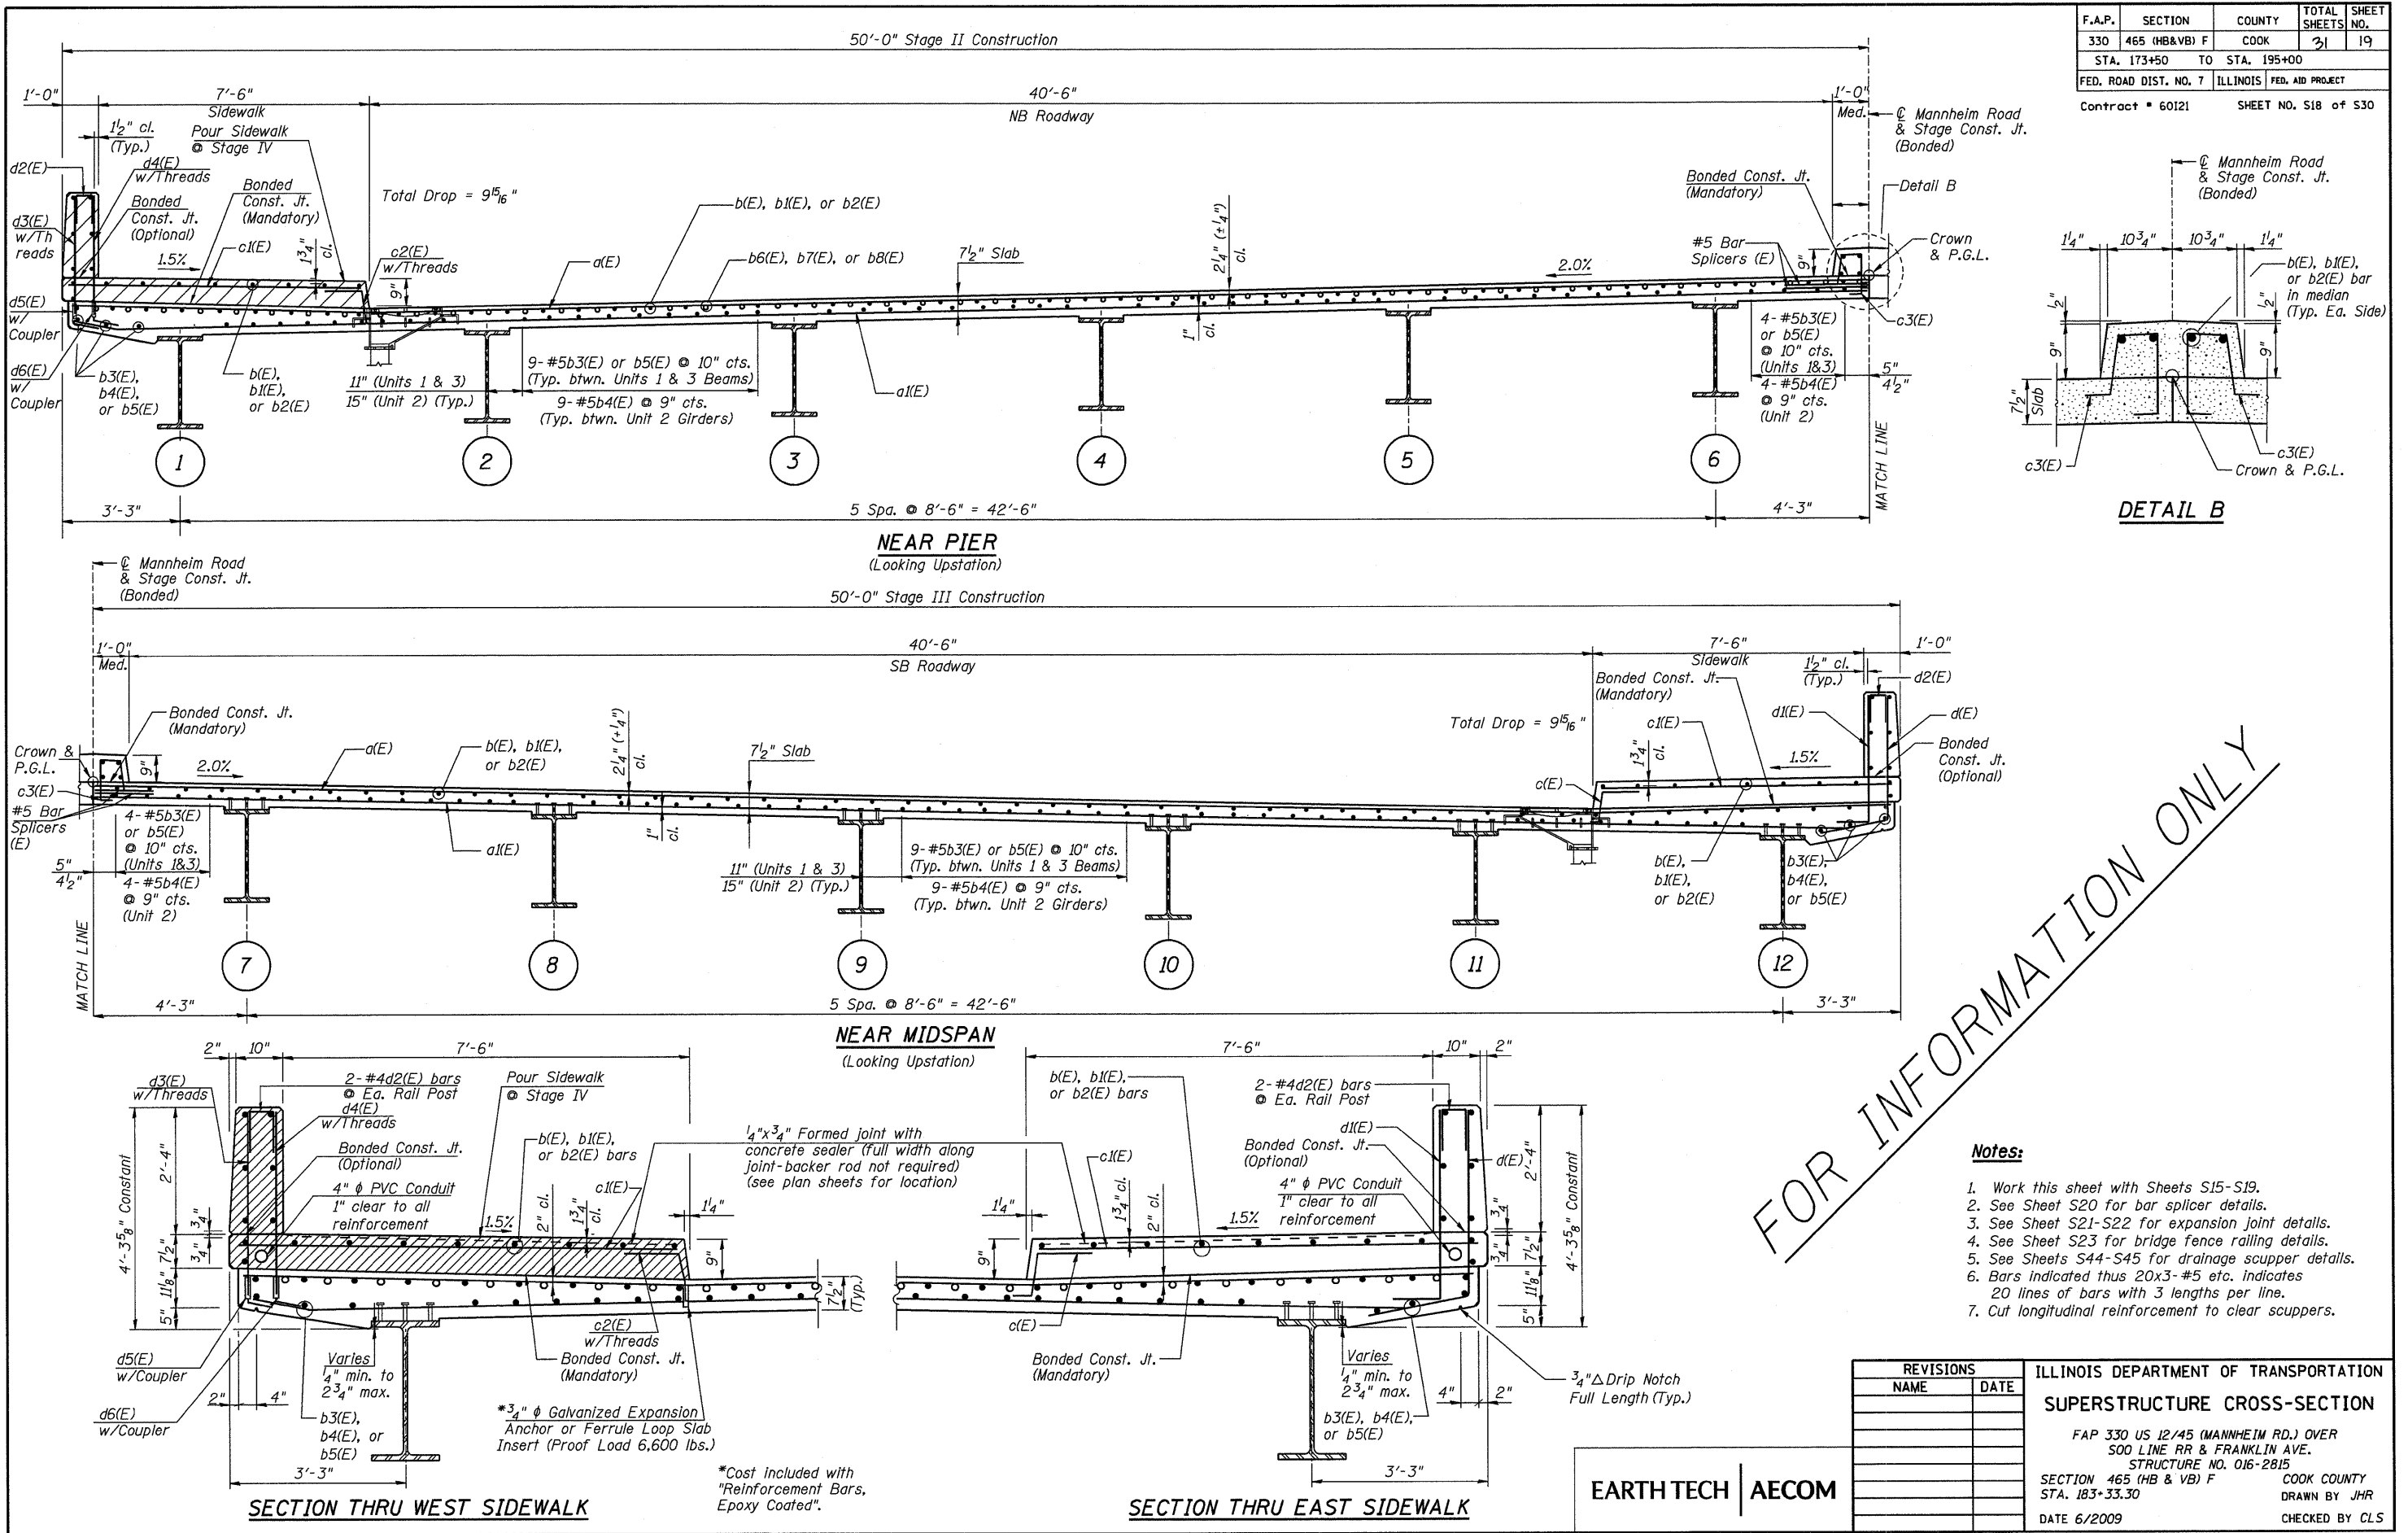 F.A.P. SECTION COUNTY TOTAL SHEETS SHEET NO.
330 465 (HB&VB) F COOK 31 19
STA. 173+50 TO STA. 195+00
FED. ROAD DIST. NO. 7 ILLINOIS FED. AID PROJECT
Contract # 60I21 SHEET NO. S18 of S30
50'-0" Stage II Construction
1'-0"
7'-6"
Sidewalk
40'-6"
NB Roadway
1'-0"
Med.
℄ Mannheim Road
& Stage Const. Jt.
(Bonded)
1½" cl.
(Typ.)
Pour Sidewalk
@ Stage IV
d2(E)
d4(E)
w/Threads
Bonded
Const. Jt.
(Optional)
Bonded
Const. Jt.
(Mandatory)
Total Drop = 9 15/16"
d3(E)
w/Th
reads
c1(E)
1.5%
1¾"
cl.
c2(E)
w/Threads
9"
a(E)
b(E), b1(E), or b2(E)
b6(E), b7(E), or b8(E)
7½" Slab
2¼" (±¼")
cl.
2.0%
1"
cl.
Bonded Const. Jt.
(Mandatory)
Detail B
#5 Bar
Splicers (E)
9"
Crown
& P.G.L.
c3(E)
d5(E)
w/
Coupler
d6(E)
w/
Coupler
b3(E),
b4(E),
or b5(E)
b(E),
b1(E),
or b2(E)
11" (Units 1 & 3)
15" (Unit 2) (Typ.)
9-#5b3(E) or b5(E) @ 10" cts.
(Typ. btwn. Units 1 & 3 Beams)
9-#5b4(E) @ 9" cts.
(Typ. btwn. Unit 2 Girders)
a1(E)
4-#5b3(E)
or b5(E)
@ 10" cts.
(Units 1&3)
4-#5b4(E)
@ 9" cts.
(Unit 2)
5"
4½"
MATCH LINE
1
2
3
4
5
6
3'-3"
5 Spa. @ 8'-6" = 42'-6"
4'-3"
NEAR PIER
(Looking Upstation)
℄ Mannheim Road
& Stage Const. Jt.
(Bonded)
1¼"
10¾"
10¾"
1¼"
b(E), b1(E),
or b2(E) bar
in median
(Typ. Ea. Side)
½"
9"
½"
9"
7½"
Slab
c3(E)
c3(E)
Crown & P.G.L.
DETAIL B
℄ Mannheim Road
& Stage Const. Jt.
(Bonded)
50'-0" Stage III Construction
1'-0"
Med.
40'-6"
SB Roadway
7'-6"
Sidewalk
1'-0"
1½" cl.
(Typ.)
d2(E)
Bonded Const. Jt.
(Mandatory)
Bonded Const. Jt.
(Mandatory)
Total Drop = 9 15/16"
c1(E)
d1(E)
d(E)
Bonded
Const. Jt.
(Optional)
1¾"
cl.
1.5%
c(E)
Crown &
P.G.L.
9"
2.0%
a(E)
b(E), b1(E),
or b2(E)
2¼" (±¼")
cl.
7½" Slab
1"
cl.
c3(E)
#5 Bar
Splicers
(E)
4-#5b3(E)
or b5(E)
@ 10" cts.
(Units 1&3)
4-#5b4(E)
@ 9" cts.
(Unit 2)
5"
4½"
a1(E)
11" (Units 1 & 3)
15" (Unit 2) (Typ.)
9-#5b3(E) or b5(E) @ 10" cts.
(Typ. btwn. Units 1 & 3 Beams)
9-#5b4(E) @ 9" cts.
(Typ. btwn. Unit 2 Girders)
b(E),
b1(E),
or b2(E)
b3(E),
b4(E),
or b5(E)
MATCH LINE
7
8
9
10
11
12
4'-3"
5 Spa. @ 8'-6" = 42'-6"
3'-3"
NEAR MIDSPAN
(Looking Upstation)
2"
10"
7'-6"
d3(E)
w/Threads
2-#4d2(E) bars
@ Ea. Rail Post
d4(E)
w/Threads
Pour Sidewalk
@ Stage IV
Bonded Const. Jt.
(Optional)
4" φ PVC Conduit
1" clear to all
reinforcement
b(E), b1(E),
or b2(E) bars
¼"x¾" Formed joint with
concrete sealer (full width along
joint-backer rod not required)
(see plan sheets for location)
c1(E)
1.5%
2" cl.
1¾"
cl.
1¼"
9"
4'-3⅝" Constant
2'-4"
¾"
¾"
7½"
11⅛"
5"
7½"
(Typ.)
c2(E)
w/Threads
Bonded Const. Jt.
(Mandatory)
d5(E)
w/Coupler
d6(E)
w/Coupler
Varies
¼" min. to
2¾" max.
2"
4"
b3(E),
b4(E), or
b5(E)
*¾" φ Galvanized Expansion
Anchor or Ferrule Loop Slab
Insert (Proof Load 6,600 lbs.)
3'-3"
*Cost included with
"Reinforcement Bars,
Epoxy Coated".
SECTION THRU WEST SIDEWALK
7'-6"
10"
2"
b(E), b1(E),
or b2(E) bars
2-#4d2(E) bars
@ Ea. Rail Post
d1(E)
Bonded Const. Jt.
(Optional)
d(E)
c1(E)
4" φ PVC Conduit
1" clear to all
reinforcement
1¼"
1¾" cl.
2" cl.
1.5%
9"
2'-4"
¾"
¾"
7½"
11⅛"
5"
4'-3⅝" Constant
c(E)
Bonded Const. Jt.
(Mandatory)
Varies
¼" min. to
2¾" max.
4"
2"
¾" △ Drip Notch
Full Length (Typ.)
b3(E), b4(E),
or b5(E)
3'-3"
SECTION THRU EAST SIDEWALK
FOR INFORMATION ONLY
Notes:
1. Work this sheet with Sheets S15-S19.
2. See Sheet S20 for bar splicer details.
3. See Sheet S21-S22 for expansion joint details.
4. See Sheet S23 for bridge fence railing details.
5. See Sheets S44-S45 for drainage scupper details.
6. Bars indicated thus 20x3-#5 etc. indicates
20 lines of bars with 3 lengths per line.
7. Cut longitudinal reinforcement to clear scuppers.
EARTH TECH | AECOM
REVISIONS
NAME DATE
ILLINOIS DEPARTMENT OF TRANSPORTATION
SUPERSTRUCTURE CROSS-SECTION
FAP 330 US 12/45 (MANNHEIM RD.) OVER
SOO LINE RR & FRANKLIN AVE.
STRUCTURE NO. 016-2815
SECTION 465 (HB & VB) F COOK COUNTY
STA. 183+33.30 DRAWN BY JHR
DATE 6/2009 CHECKED BY CLS